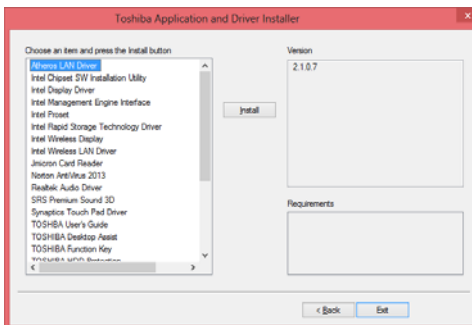 Toshiba Application and Driver Installer
x
Choose an item and press the Install button
Version
Atheros LAN Driver
Intel Chipset SW Installation Utility
Intel Display Driver
Intel Management Engine Interface
Intel Proset
Intel Rapid Storage Technology Driver
Intel Wireless Display
Intel Wireless LAN Driver
Jmicron Card Reader
Norton AntiVirus 2013
Realtek Audio Driver
SRS Premium Sound 3D
Synaptics Touch Pad Driver
TOSHIBA User's Guide
TOSHIBA Desktop Assist
TOSHIBA Function Key
TOSHIBA HDD Protection
Install
2.1.0.7
Requirements
< Back
Exit